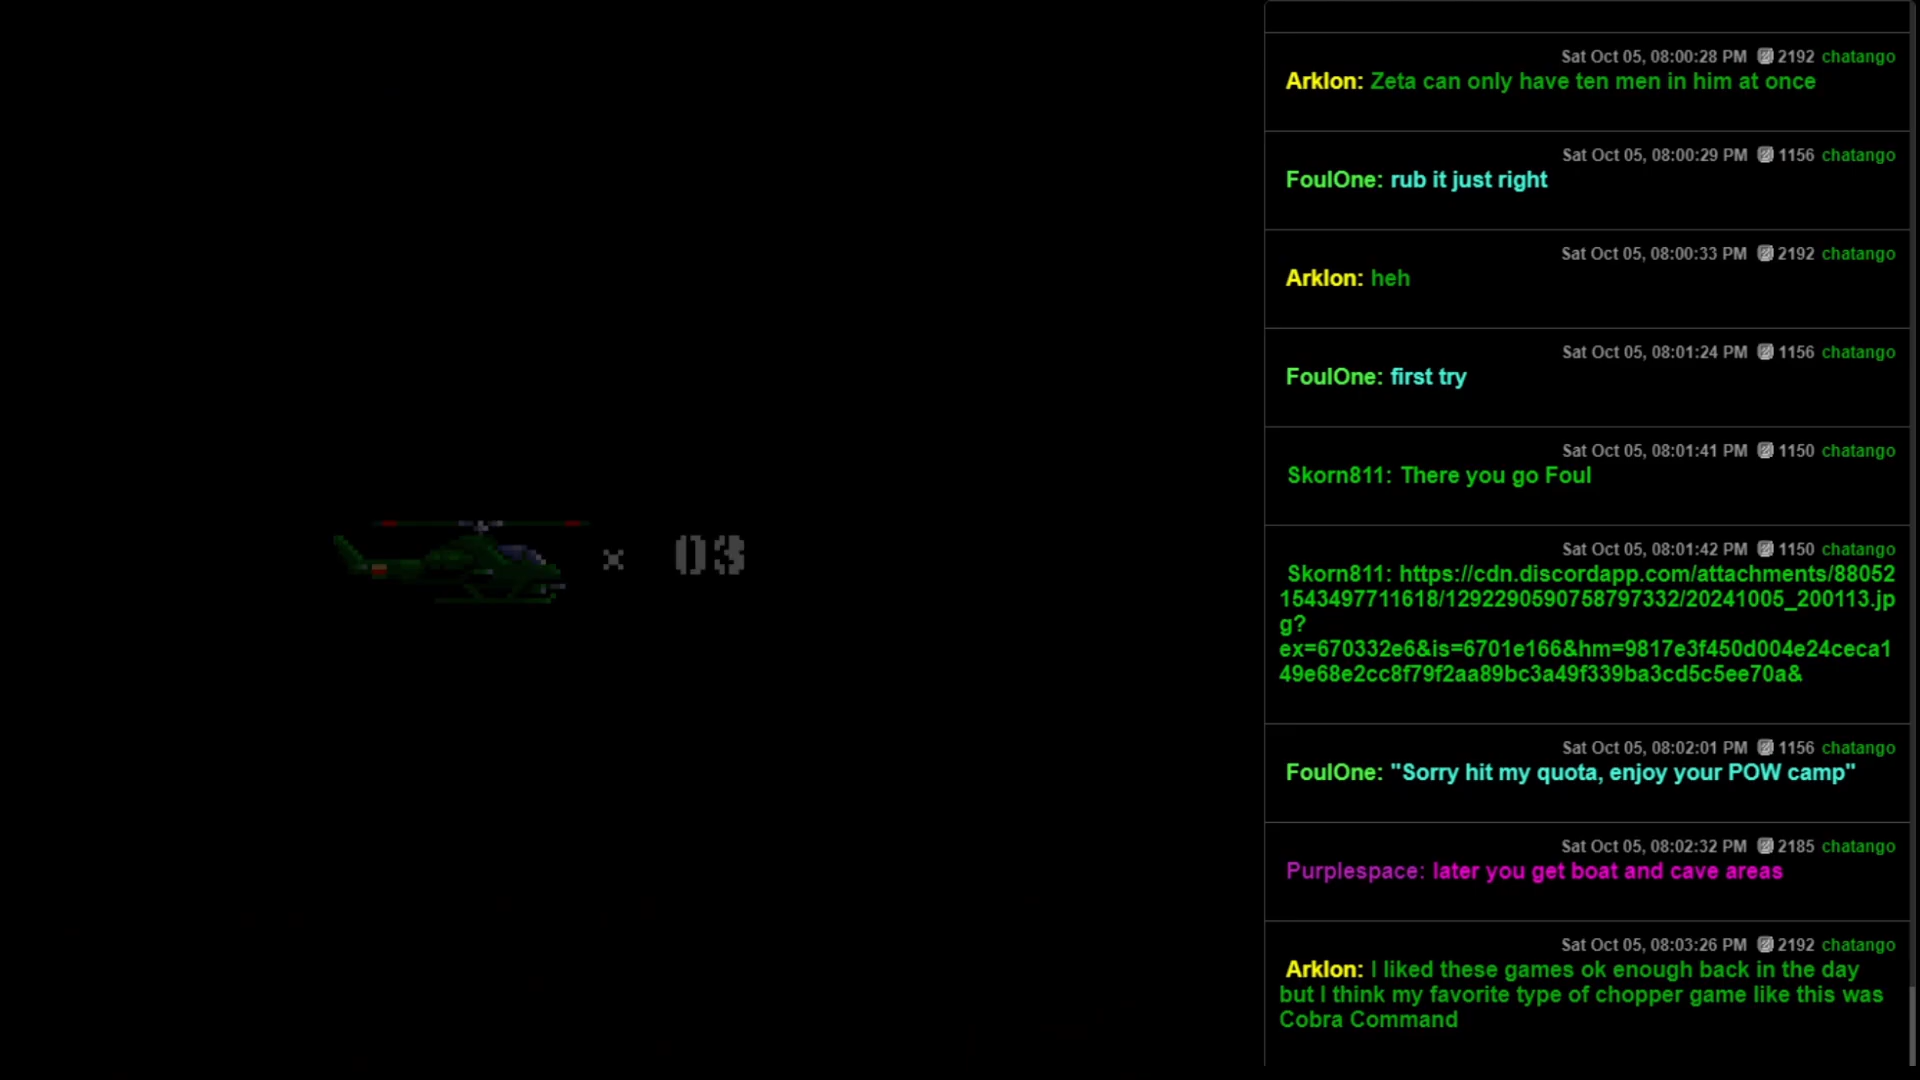 × 03
Sat Oct 05, 08:00:28 PM 2192 chatango
Arklon: Zeta can only have ten men in him at once
Sat Oct 05, 08:00:29 PM 1156 chatango
FoulOne: rub it just right
Sat Oct 05, 08:00:33 PM 2192 chatango
Arklon: heh
Sat Oct 05, 08:01:24 PM 1156 chatango
FoulOne: first try
Sat Oct 05, 08:01:41 PM 1150 chatango
Skorn811: There you go Foul
Sat Oct 05, 08:01:42 PM 1150 chatango
Skorn811: https://cdn.discordapp.com/attachments/88052
1543497711618/1292290590758797332/20241005_200113.jp
g?
ex=670332e6&is=6701e166&hm=9817e3f450d004e24ceca1
49e68e2cc8f79f2aa89bc3a49f339ba3cd5c5ee70a&
Sat Oct 05, 08:02:01 PM 1156 chatango
FoulOne: "Sorry hit my quota, enjoy your POW camp"
Sat Oct 05, 08:02:32 PM 2185 chatango
Purplespace: later you get boat and cave areas
Sat Oct 05, 08:03:26 PM 2192 chatango
Arklon: I liked these games ok enough back in the day
but I think my favorite type of chopper game like this was
Cobra Command